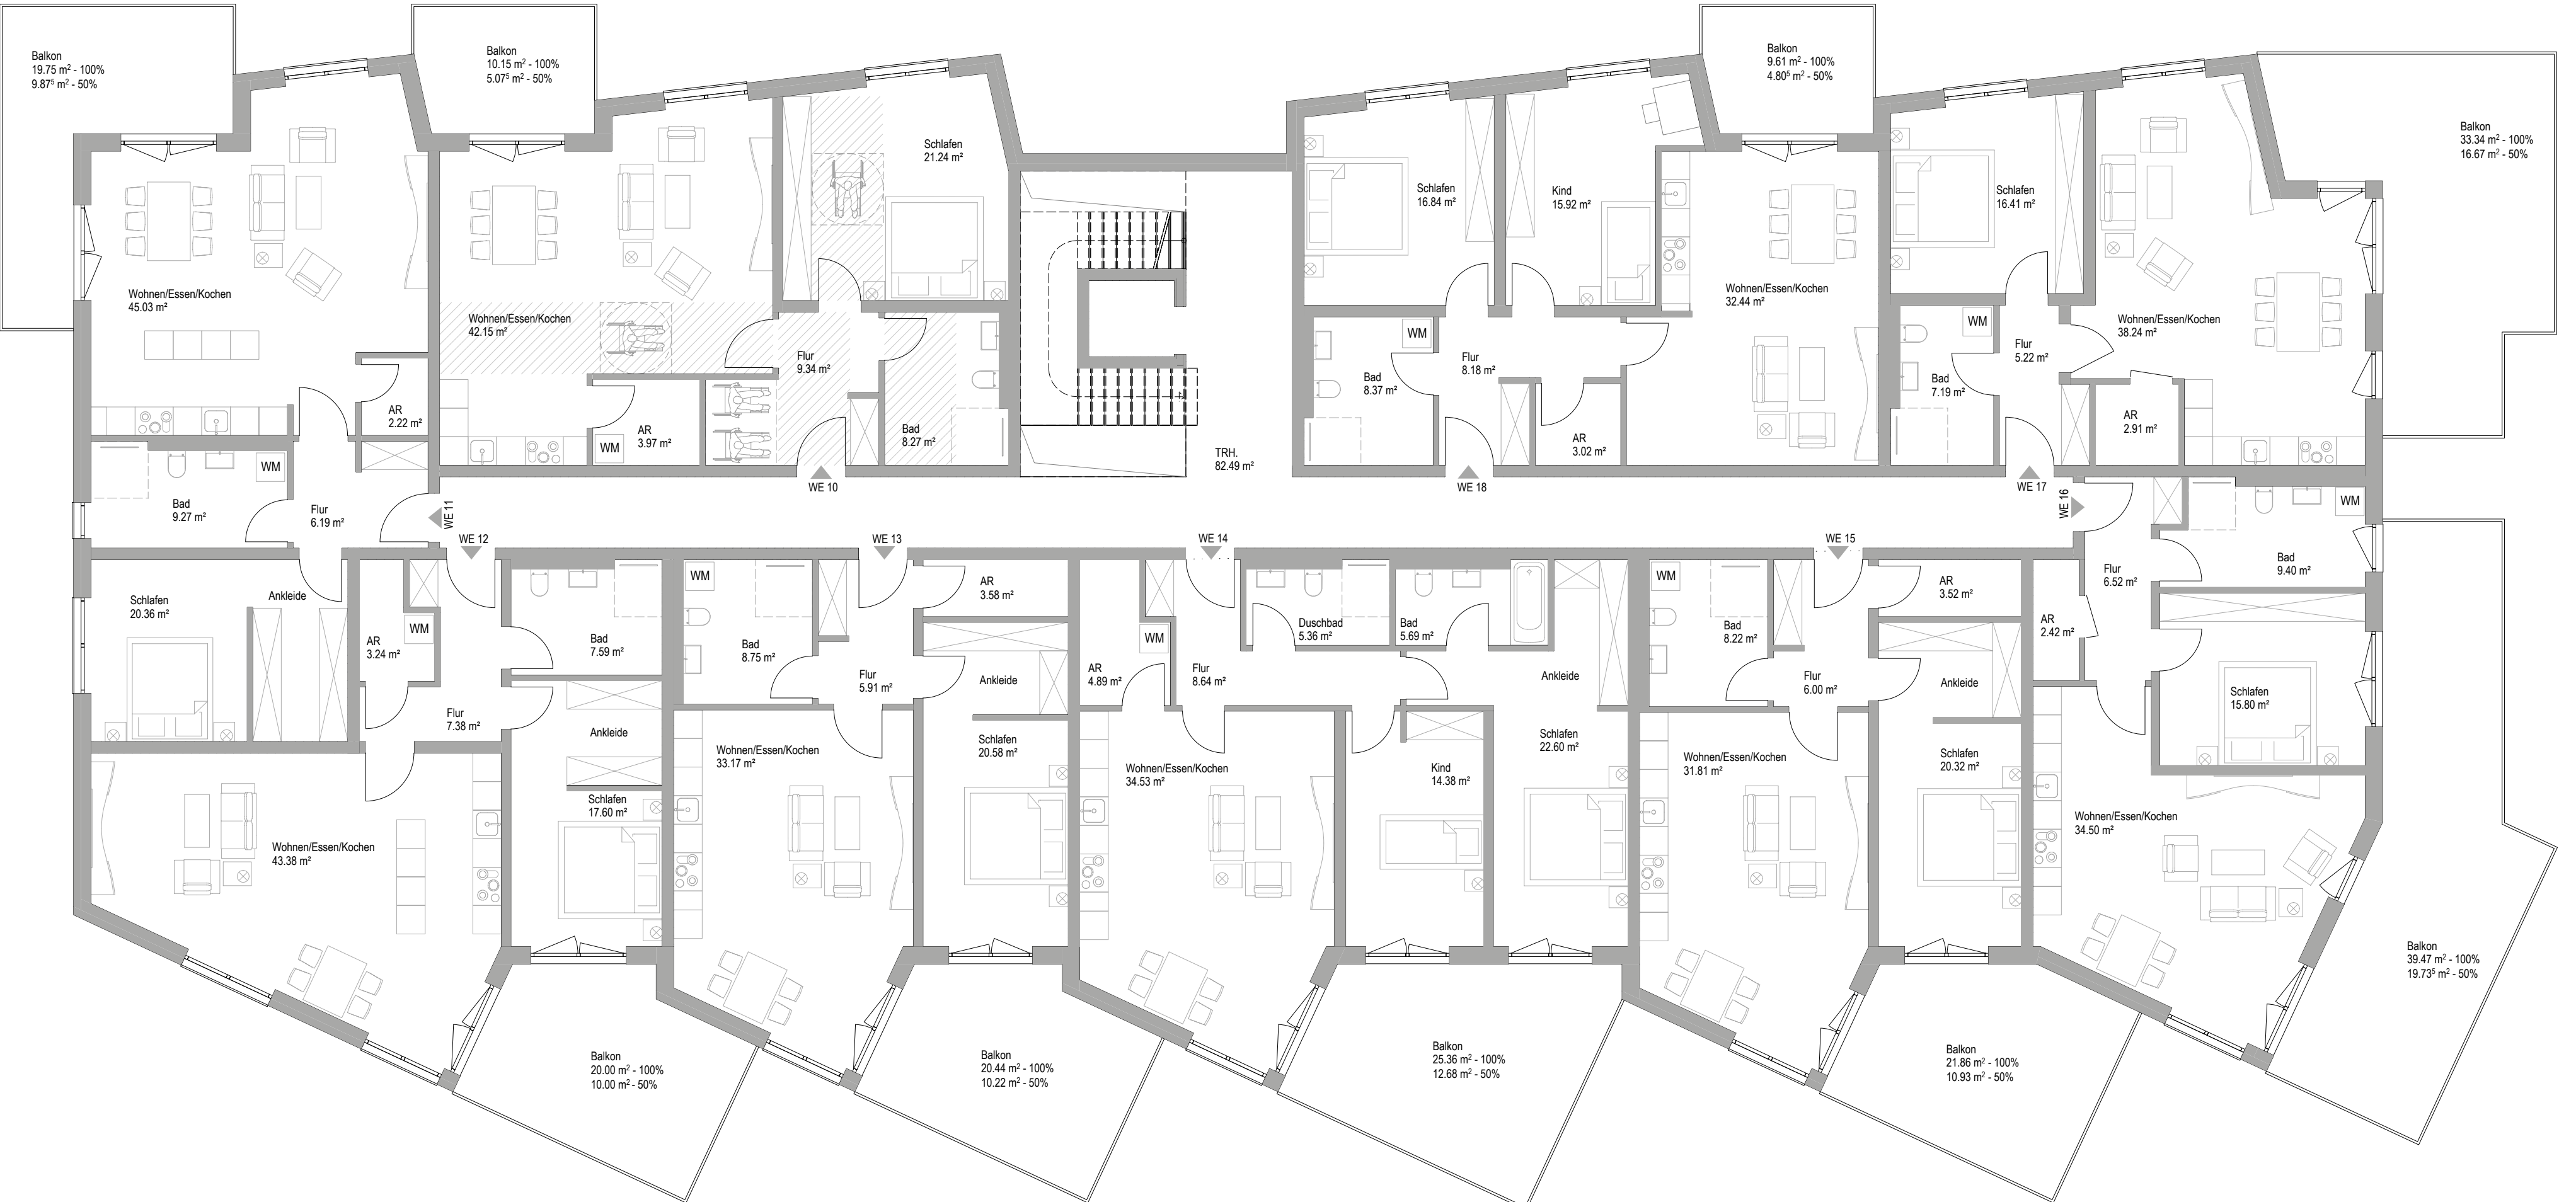 Balkon
19.75 m² - 100%
9.87⁵ m² - 50%
Balkon
10.15 m² - 100%
5.07⁵ m² - 50%
Balkon
9.61 m² - 100%
4.80⁵ m² - 50%
Balkon
33.34 m² - 100%
16.67 m² - 50%
Schlafen
21.24 m²
Schlafen
16.84 m²
Kind
15.92 m²
Schlafen
16.41 m²
Wohnen/Essen/Kochen
45.03 m²
Wohnen/Essen/Kochen
42.15 m²
Wohnen/Essen/Kochen
32.44 m²
Wohnen/Essen/Kochen
38.24 m²
Flur
9.34 m²
WM
Flur
8.18 m²
Bad
8.37 m²
WM
Flur
5.22 m²
Bad
7.19 m²
AR
2.22 m²
WM
AR
3.97 m²
Bad
8.27 m²
AR
3.02 m²
AR
2.91 m²
TRH.
82.49 m²
WM
Bad
9.27 m²
Flur
6.19 m²
WE 11
WE 10
WE 18
WE 17
WE 16
WM
WE 12
WE 13
WE 14
WE 15
Bad
9.40 m²
Schlafen
20.36 m²
Ankleide
AR
3.24 m²
WM
Bad
7.59 m²
WM
Bad
8.75 m²
AR
3.58 m²
WM
Duschbad
5.36 m²
Bad
5.69 m²
WM
Bad
8.22 m²
AR
3.52 m²
AR
2.42 m²
Flur
6.52 m²
Flur
7.38 m²
Ankleide
Flur
5.91 m²
Ankleide
AR
4.89 m²
Flur
8.64 m²
Ankleide
Flur
6.00 m²
Ankleide
Schlafen
15.80 m²
Wohnen/Essen/Kochen
43.38 m²
Schlafen
17.60 m²
Wohnen/Essen/Kochen
33.17 m²
Schlafen
20.58 m²
Wohnen/Essen/Kochen
34.53 m²
Kind
14.38 m²
Schlafen
22.60 m²
Wohnen/Essen/Kochen
31.81 m²
Schlafen
20.32 m²
Wohnen/Essen/Kochen
34.50 m²
Balkon
39.47 m² - 100%
19.73⁵ m² - 50%
Balkon
20.00 m² - 100%
10.00 m² - 50%
Balkon
20.44 m² - 100%
10.22 m² - 50%
Balkon
25.36 m² - 100%
12.68 m² - 50%
Balkon
21.86 m² - 100%
10.93 m² - 50%